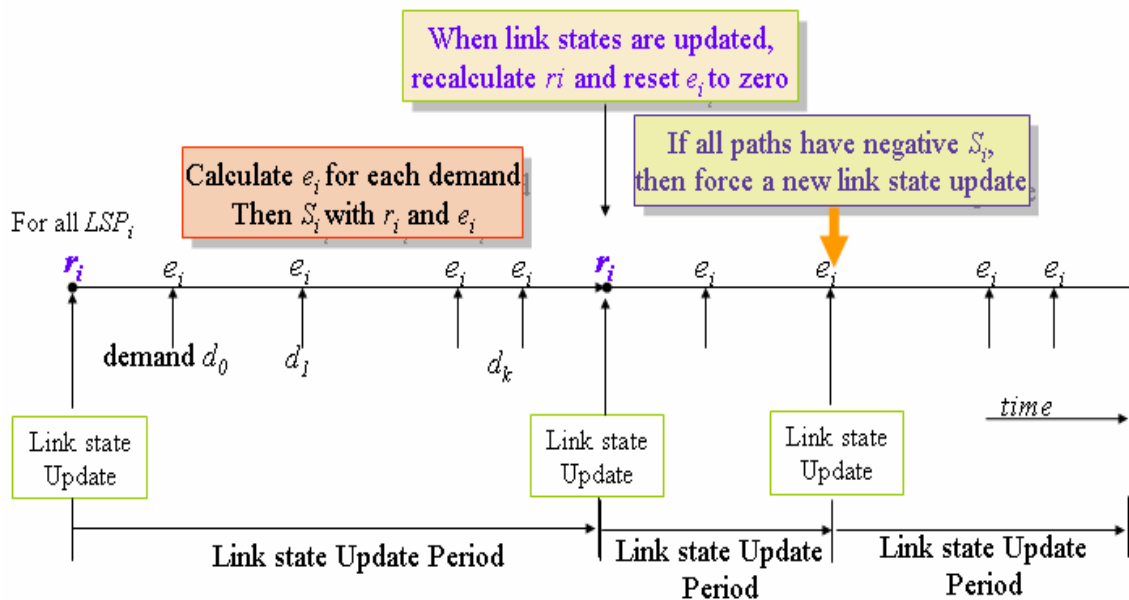 When link states are updated,
recalculate ri and reset ei to zero
If all paths have negative Si,
then force a new link state update
Calculate ei for each demand
Then Si with ri and ei
For all LSPi
ri ei ei ei ei ri ei ei ei ei
demand d0 d1 dk
time
Link state
Update
Link state
Update
Link state
Update
Link state Update Period
Link state Update
Period
Link state Update
Period